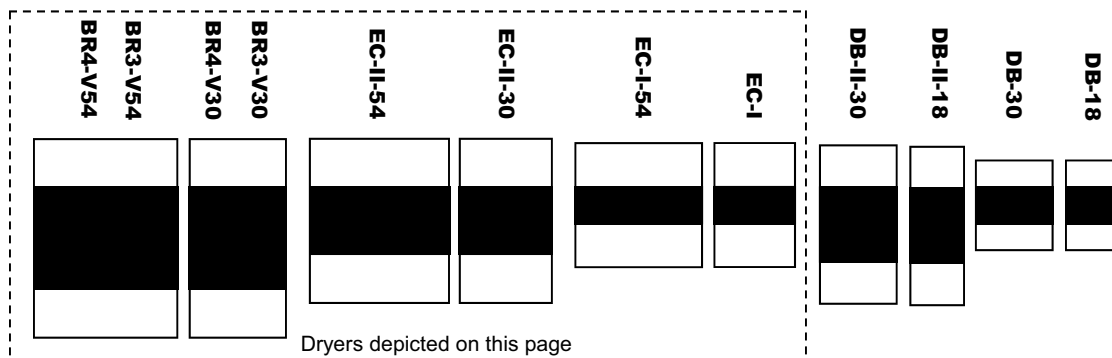 BR4-V54
BR3-V54
BR4-V30
BR3-V30
EC-II-54
EC-II-30
EC-I-54
EC-I
DB-II-30
DB-II-18
DB-30
DB-18
Dryers depicted on this page